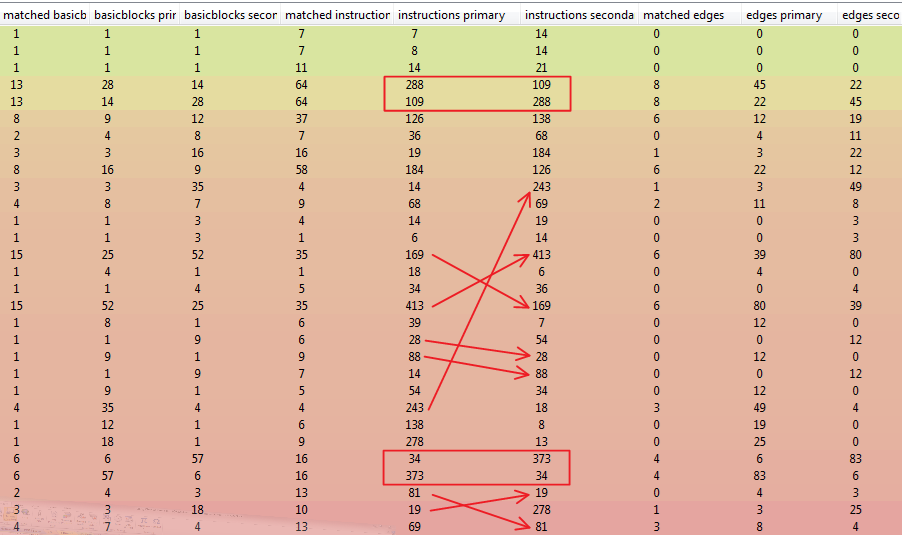 matched basicb basicblocks prir basicblocks secor matched instruction instructions primary instructions seconda matched edges edges primary edges seco
1 1 1 7 7 14 0 0 0
1 1 1 7 8 14 0 0 0
1 1 1 11 14 21 0 0 0
13 28 14 64 288 109 8 45 22
13 14 28 64 109 288 8 22 45
8 9 12 37 126 138 6 12 19
2 4 8 7 36 68 0 4 11
3 3 16 16 19 184 1 3 22
8 16 9 58 184 126 6 22 12
3 3 35 4 14 243 1 3 49
4 8 7 9 68 69 2 11 8
1 1 3 4 14 19 0 0 3
1 1 3 1 6 14 0 0 3
15 25 52 35 169 413 6 39 80
1 4 1 1 18 6 0 4 0
1 1 4 5 34 36 0 0 4
15 52 25 35 413 169 6 80 39
1 8 1 6 39 7 0 12 0
1 1 9 6 28 54 0 0 12
1 9 1 9 88 28 0 12 0
1 1 9 7 14 88 0 0 12
1 9 1 5 54 34 0 12 0
4 35 4 4 243 18 3 49 4
1 12 1 6 138 8 0 19 0
1 18 1 9 278 13 0 25 0
6 6 57 16 34 373 4 6 83
6 57 6 16 373 34 4 83 6
2 4 3 13 81 19 0 4 3
3 3 18 10 19 278 1 3 25
4 7 4 13 69 81 3 8 4